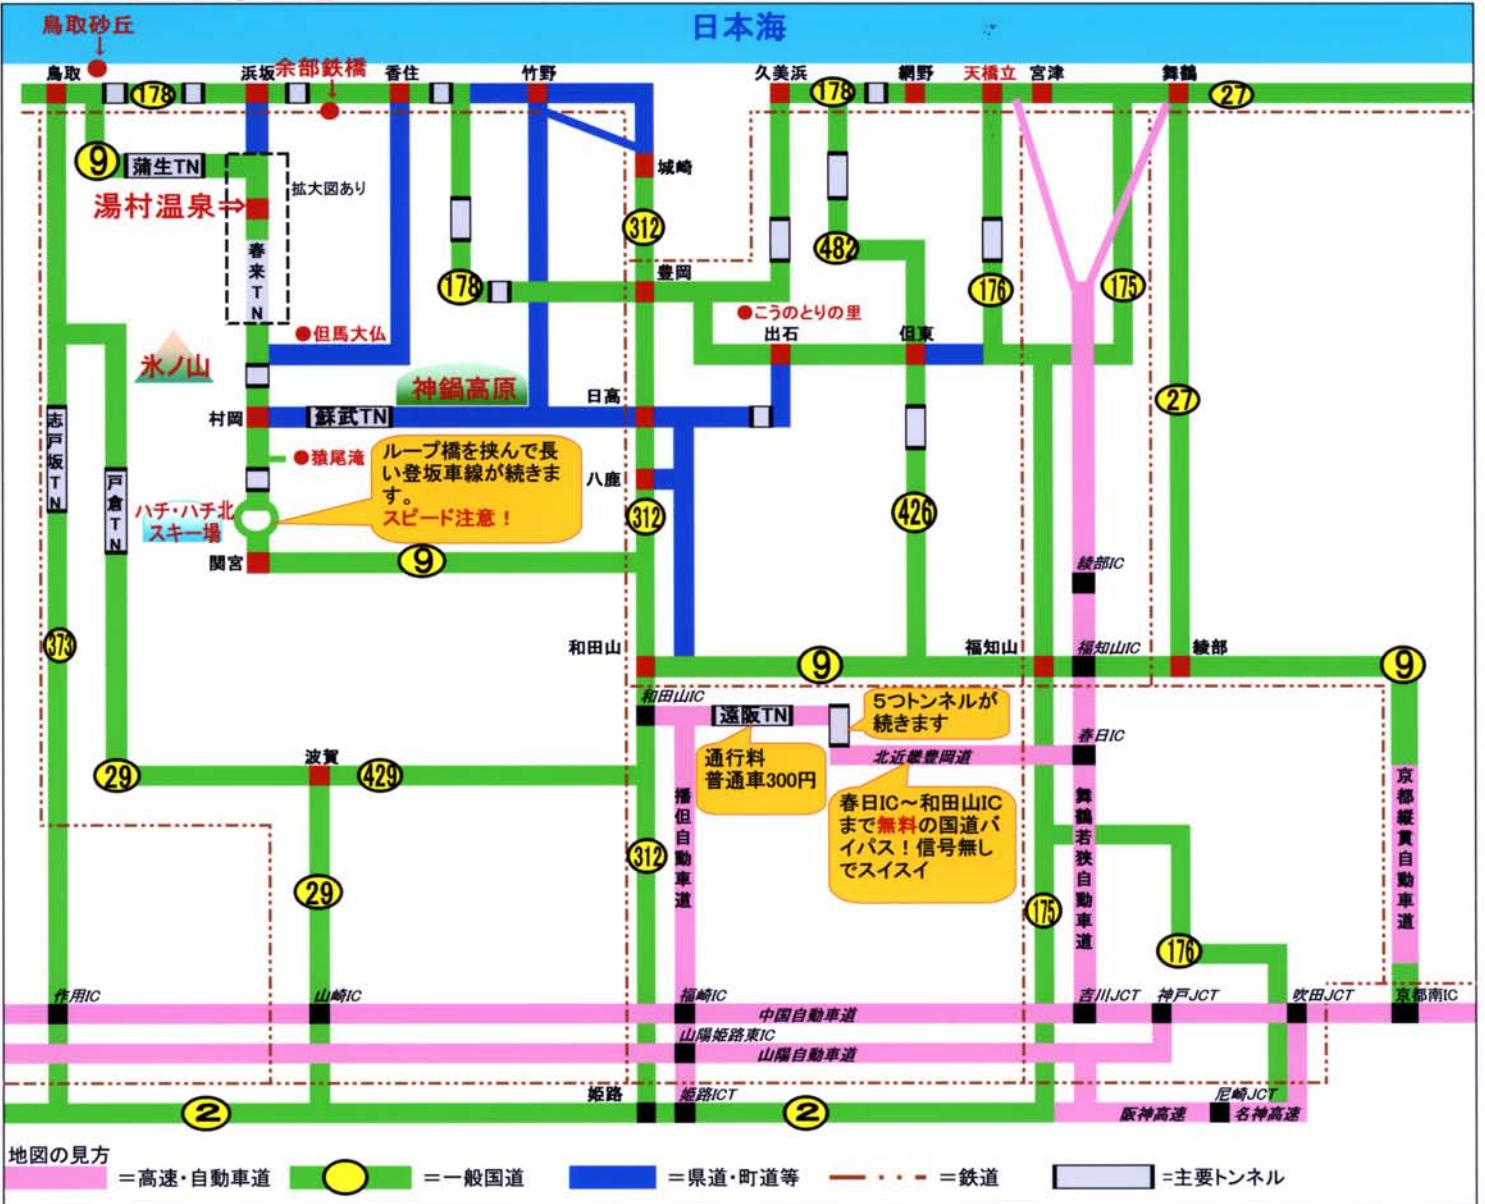 日本海
鳥取砂丘
↓
鳥取
178
浜坂
余部鉄橋
↓
香住
竹野
久美浜
178
網野
天橋立
宮津
舞鶴
27
9
蒲生TN
拡大図あり
城崎
湯村温泉⇒
312
482
春来TN
豊岡
178
176
175
●こうのとりの里
●但馬大仏
出石
但東
氷ノ山
神鍋高原
日高
27
志戸坂TN
村岡
蘇武TN
●猿尾滝
ループ橋を挟んで長
い登坂車線が続きま
す。
スピード注意！
八鹿
戸倉TN
ハチ・ハチ北
スキー場
312
426
関宮
9
綾部IC
373
和田山
9
福知山
福知山IC
綾部
9
和田山IC
遠阪TN
5つトンネルが
続きます
春日IC
通行料
普通車300円
北近畿豊岡道
波賀
29
429
播但自動車道
春日IC～和田山IC
まで無料の国道バ
イパス！信号無し
でスイスイ
舞鶴若狭自動車道
京都縦貫自動車道
312
29
175
176
作用IC
山崎IC
福崎IC
中国自動車道
吉川JCT
神戸JCT
吹田JCT
京都南IC
山陽姫路東IC
山陽自動車道
姫路
姫路ICT
尼崎JCT
2
2
阪神高速
名神高速
地図の見方
＝高速・自動車道
＝一般国道
＝県道・町道等
＝鉄道
=主要トンネル